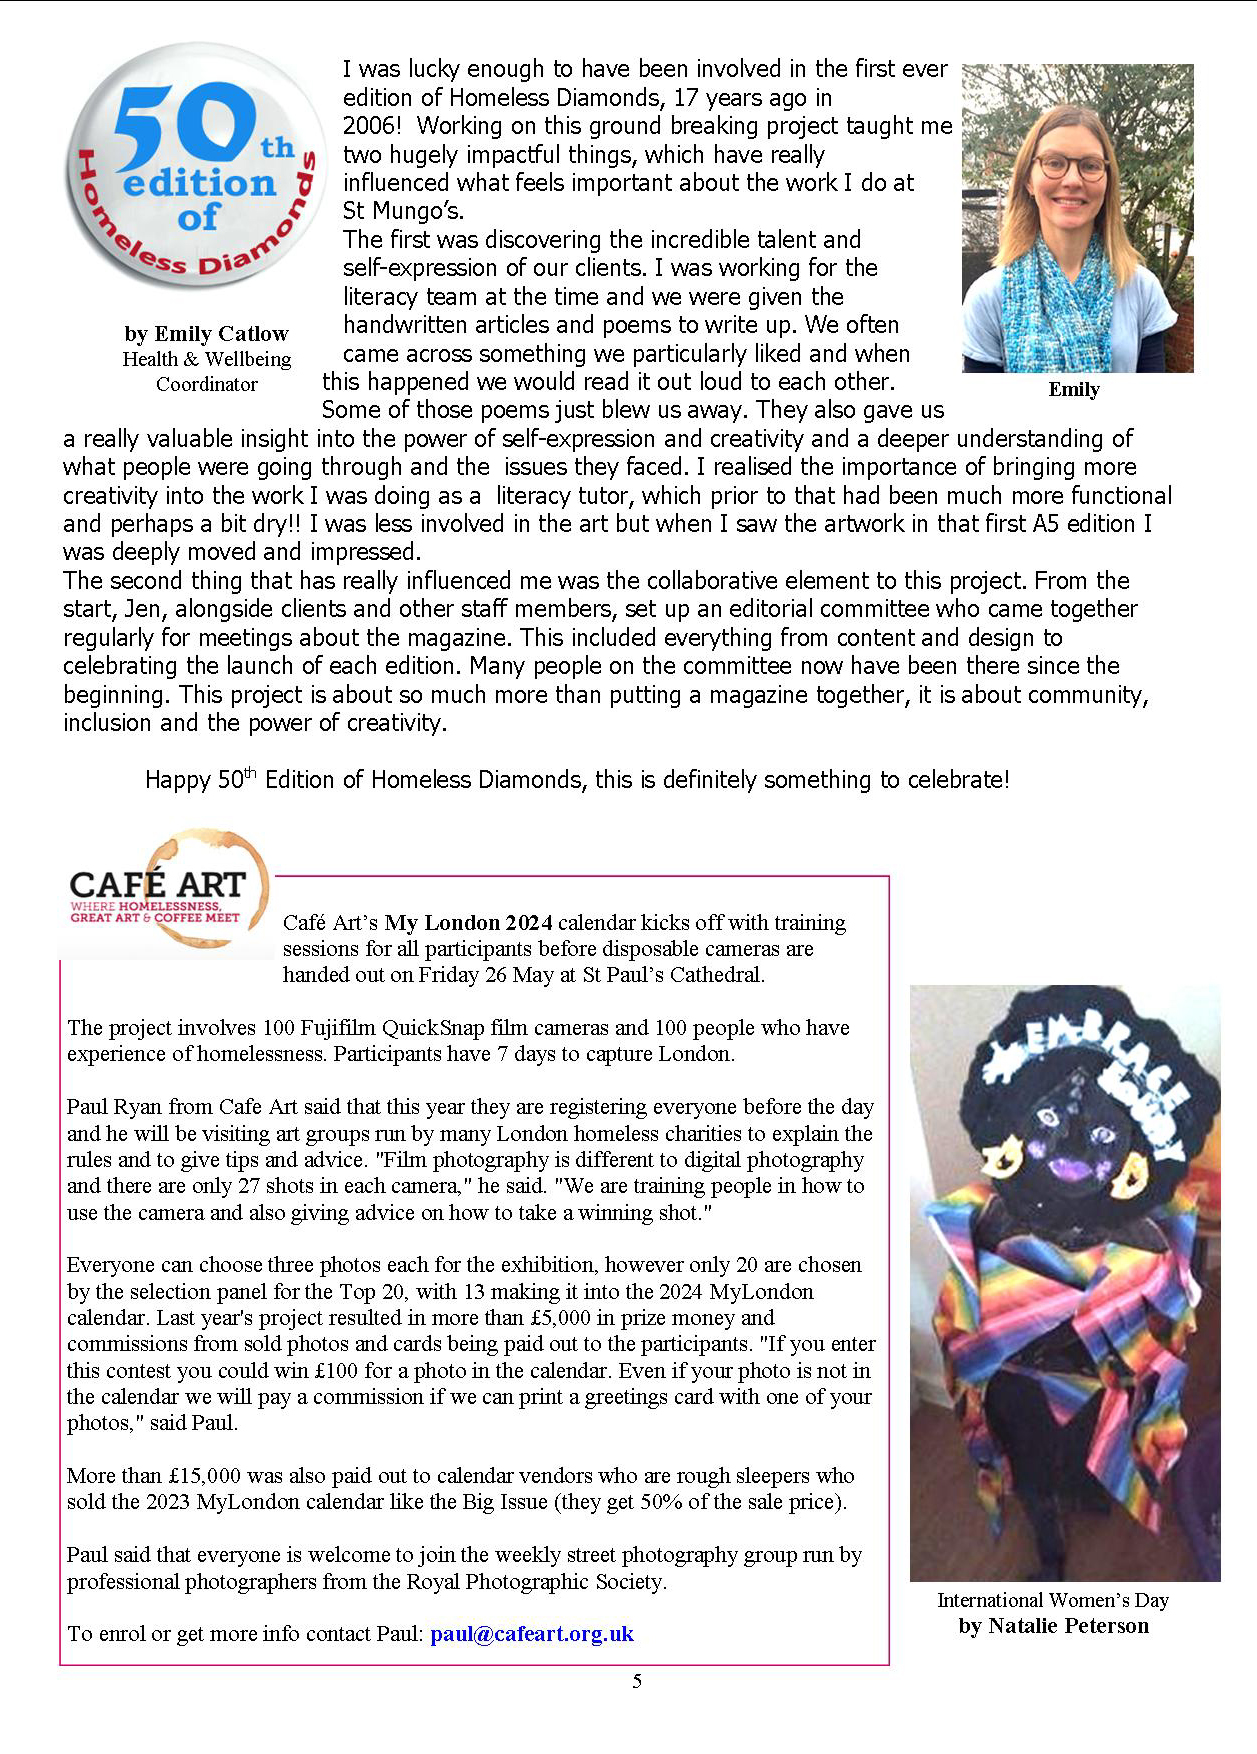 50th
edition
of
Homeless Diamonds
by Emily Catlow
Health & Wellbeing
Coordinator
I was lucky enough to have been involved in the first ever
edition of Homeless Diamonds, 17 years ago in
2006!  Working on this ground breaking project taught me
two hugely impactful things, which have really
influenced what feels important about the work I do at
St Mungo’s.
The first was discovering the incredible talent and
self-expression of our clients. I was working for the
literacy team at the time and we were given the
handwritten articles and poems to write up. We often
came across something we particularly liked and when
this happened we would read it out loud to each other.
Some of those poems just blew us away. They also gave us
a really valuable insight into the power of self-expression and creativity and a deeper understanding of
what people were going through and the  issues they faced. I realised the importance of bringing more
creativity into the work I was doing as a  literacy tutor, which prior to that had been much more functional
and perhaps a bit dry!! I was less involved in the art but when I saw the artwork in that first A5 edition I
was deeply moved and impressed.
The second thing that has really influenced me was the collaborative element to this project. From the
start, Jen, alongside clients and other staff members, set up an editorial committee who came together
regularly for meetings about the magazine. This included everything from content and design to
celebrating the launch of each edition. Many people on the committee now have been there since the
beginning. This project is about so much more than putting a magazine together, it is about community,
inclusion and the power of creativity.
Happy 50th Edition of Homeless Diamonds, this is definitely something to celebrate!
Emily
CAFÉ ART
WHERE HOMELESSNESS,
GREAT ART & COFFEE MEET
Café Art’s My London 2024 calendar kicks off with training
sessions for all participants before disposable cameras are
handed out on Friday 26 May at St Paul’s Cathedral.
The project involves 100 Fujifilm QuickSnap film cameras and 100 people who have
experience of homelessness. Participants have 7 days to capture London.
Paul Ryan from Cafe Art said that this year they are registering everyone before the day
and he will be visiting art groups run by many London homeless charities to explain the
rules and to give tips and advice. "Film photography is different to digital photography
and there are only 27 shots in each camera," he said. "We are training people in how to
use the camera and also giving advice on how to take a winning shot."
Everyone can choose three photos each for the exhibition, however only 20 are chosen
by the selection panel for the Top 20, with 13 making it into the 2024 MyLondon
calendar. Last year's project resulted in more than £5,000 in prize money and
commissions from sold photos and cards being paid out to the participants. "If you enter
this contest you could win £100 for a photo in the calendar. Even if your photo is not in
the calendar we will pay a commission if we can print a greetings card with one of your
photos," said Paul.
More than £15,000 was also paid out to calendar vendors who are rough sleepers who
sold the 2023 MyLondon calendar like the Big Issue (they get 50% of the sale price).
Paul said that everyone is welcome to join the weekly street photography group run by
professional photographers from the Royal Photographic Society.
To enrol or get more info contact Paul: paul@cafeart.org.uk
#EMBRACE
International Women’s Day
by Natalie Peterson
5